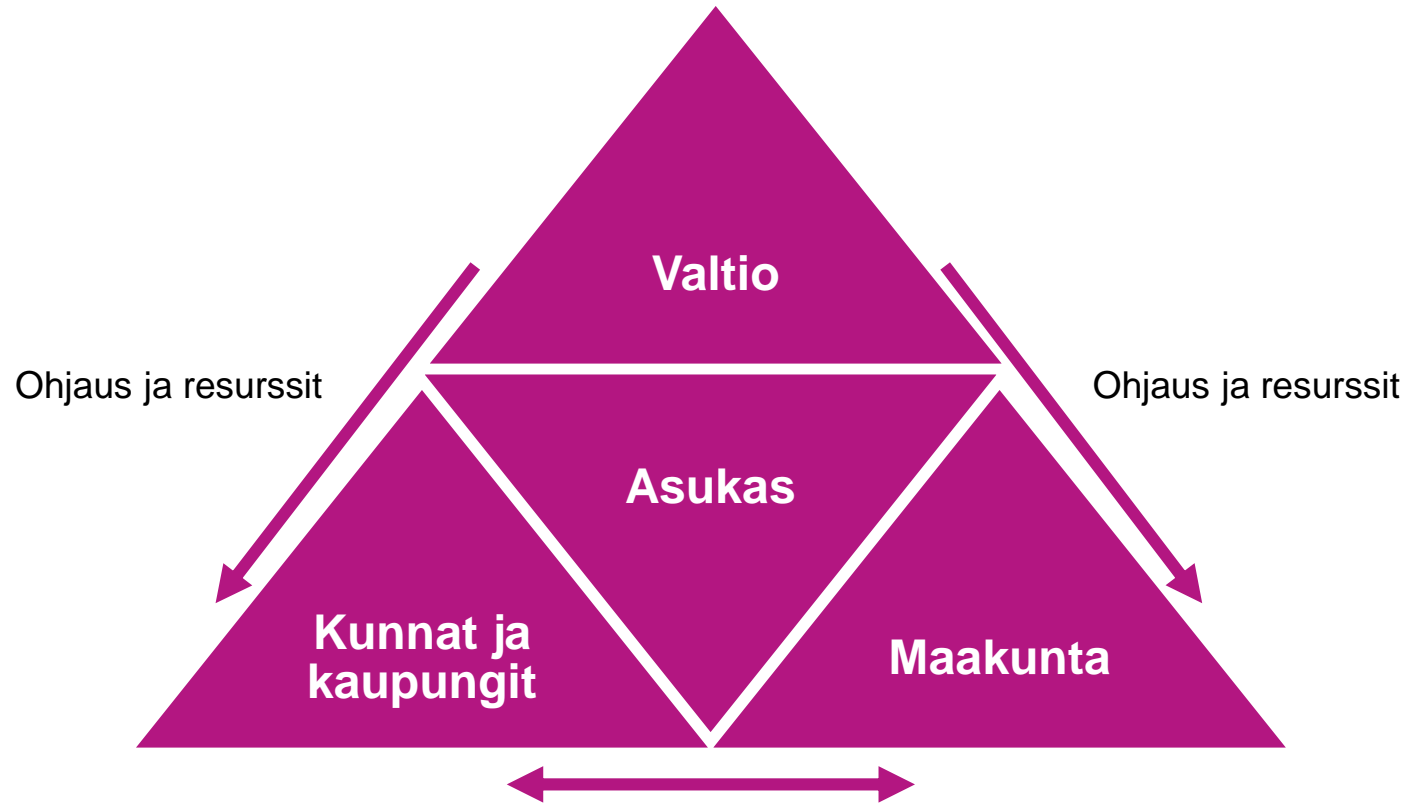 Valtio
Ohjaus ja resurssit
Ohjaus ja resurssit
Asukas
Kunnat ja
kaupungit
Maakunta